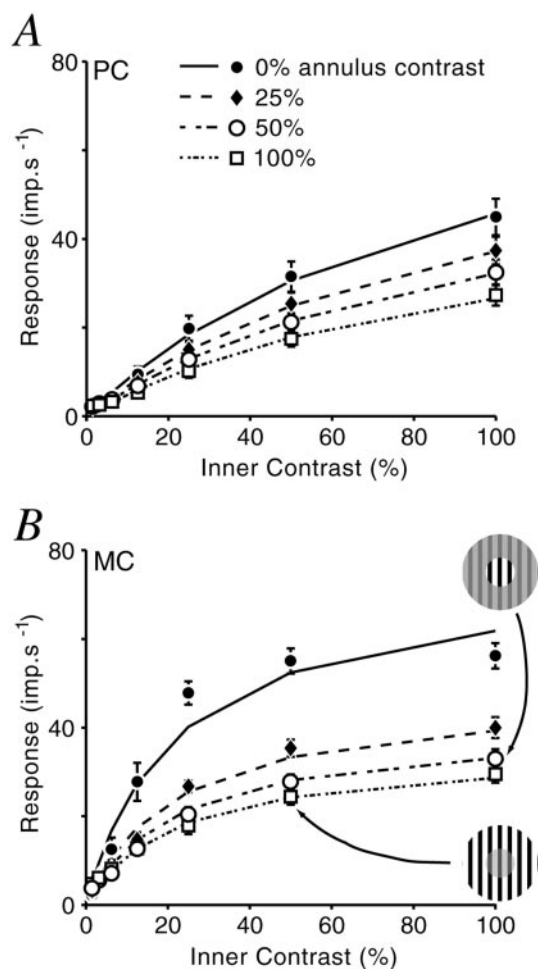 A
PC
0% annulus contrast
25%
50%
100%
80
40
0
Response (imp.s⁻¹)
0 20 40 60 80 100
Inner Contrast (%)
B
MC
80
40
0
Response (imp.s⁻¹)
0 20 40 60 80 100
Inner Contrast (%)